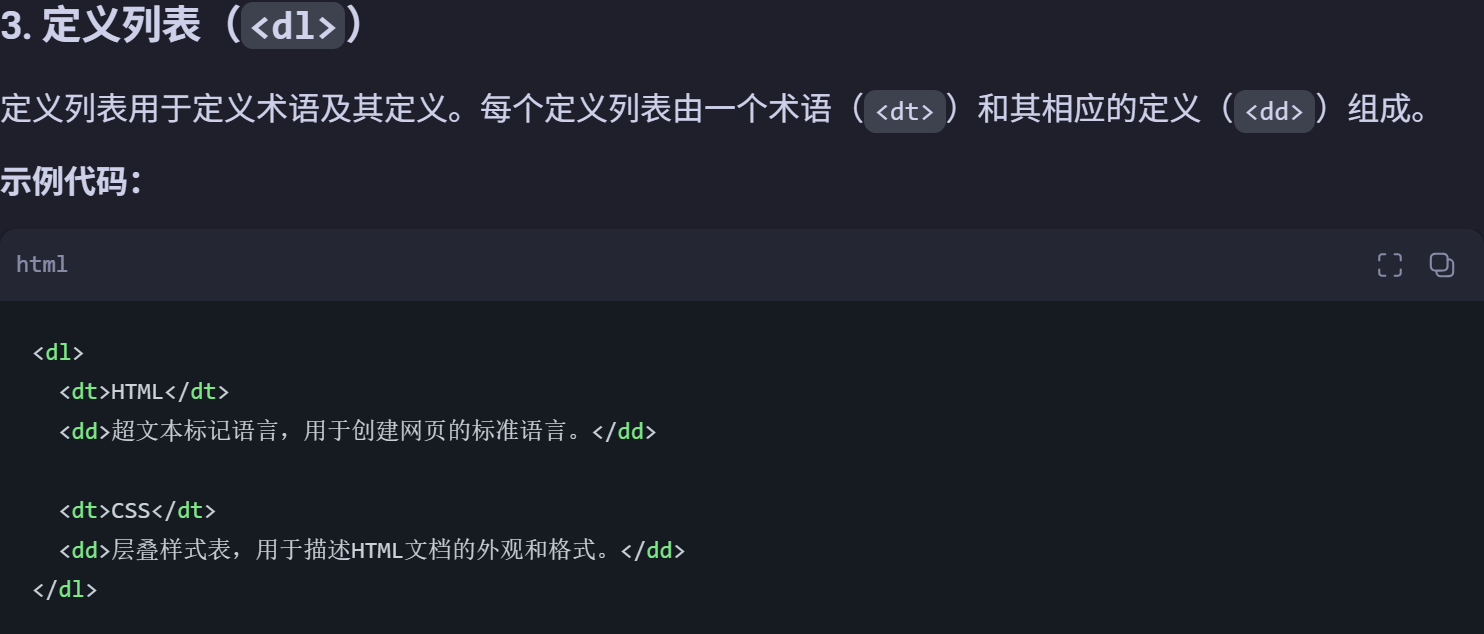 3. 定义列表（<dl>）
定义列表用于定义术语及其定义。每个定义列表由一个术语（<dt>）和其相应的定义（<dd>）组成。
示例代码：
html
<dl>
  <dt>HTML</dt>
  <dd>超文本标记语言，用于创建网页的标准语言。</dd>
  <dt>CSS</dt>
  <dd>层叠样式表，用于描述HTML文档的外观和格式。</dd>
</dl>